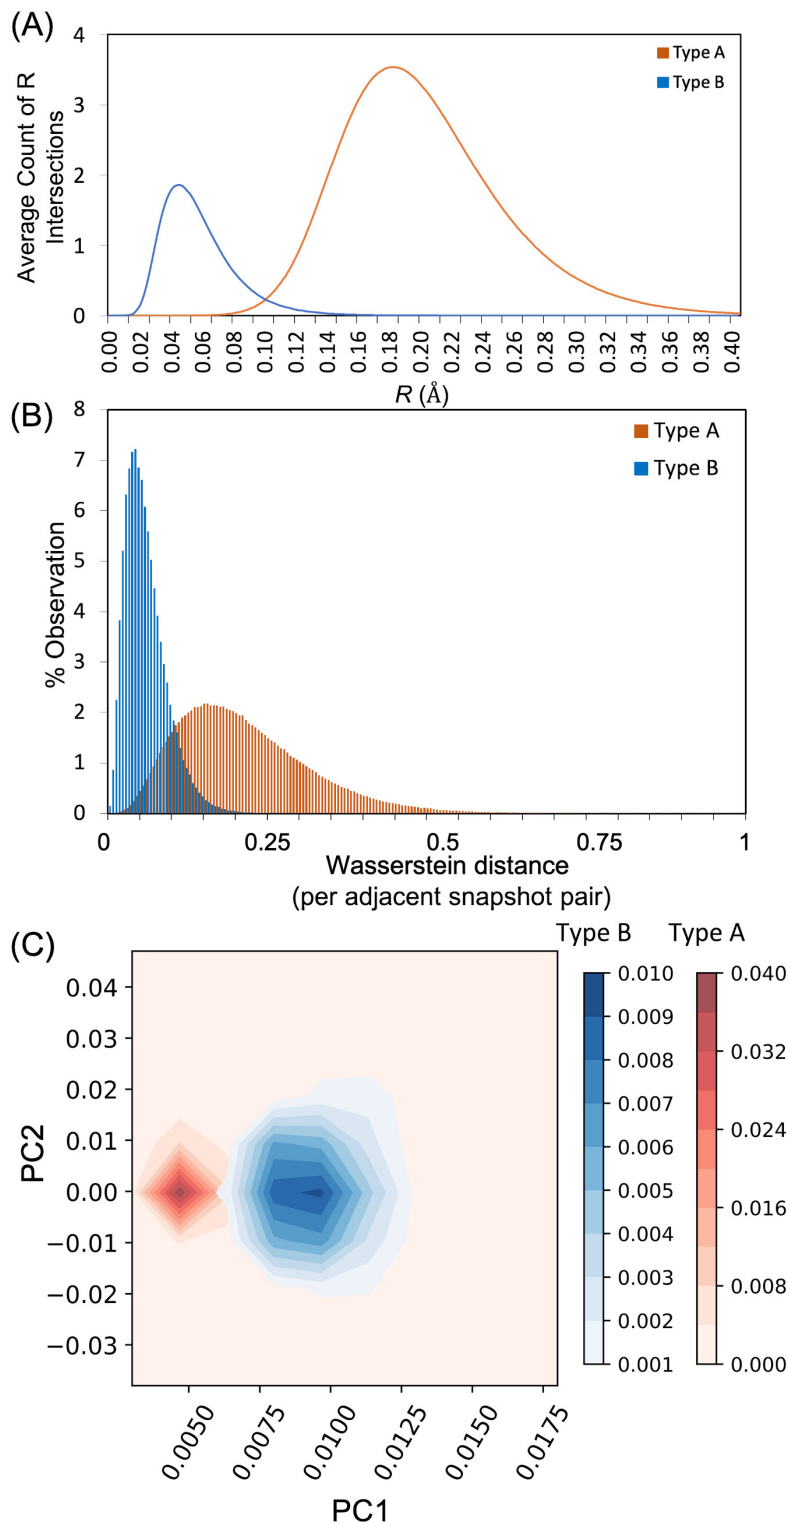 (A)
Average Count of R
Intersections
4
3
2
1
0
Type A
Type B
0.00 0.02 0.04 0.06 0.08 0.10 0.12 0.14 0.16 0.18 0.20 0.22 0.24 0.26 0.28 0.30 0.32 0.34 0.36 0.38 0.40
R (Å)
(B)
% Observation
8
7
6
5
4
3
2
1
0
Type A
Type B
0 0.25 0.5 0.75 1
Wasserstein distance
(per adjacent snapshot pair)
(C)
PC2
0.04
0.03
0.02
0.01
0.00
−0.01
−0.02
−0.03
0.0050 0.0075 0.0100 0.0125 0.0150 0.0175
PC1
Type B
0.010
0.009
0.008
0.007
0.006
0.005
0.004
0.003
0.002
0.001
Type A
0.040
0.032
0.024
0.016
0.008
0.000